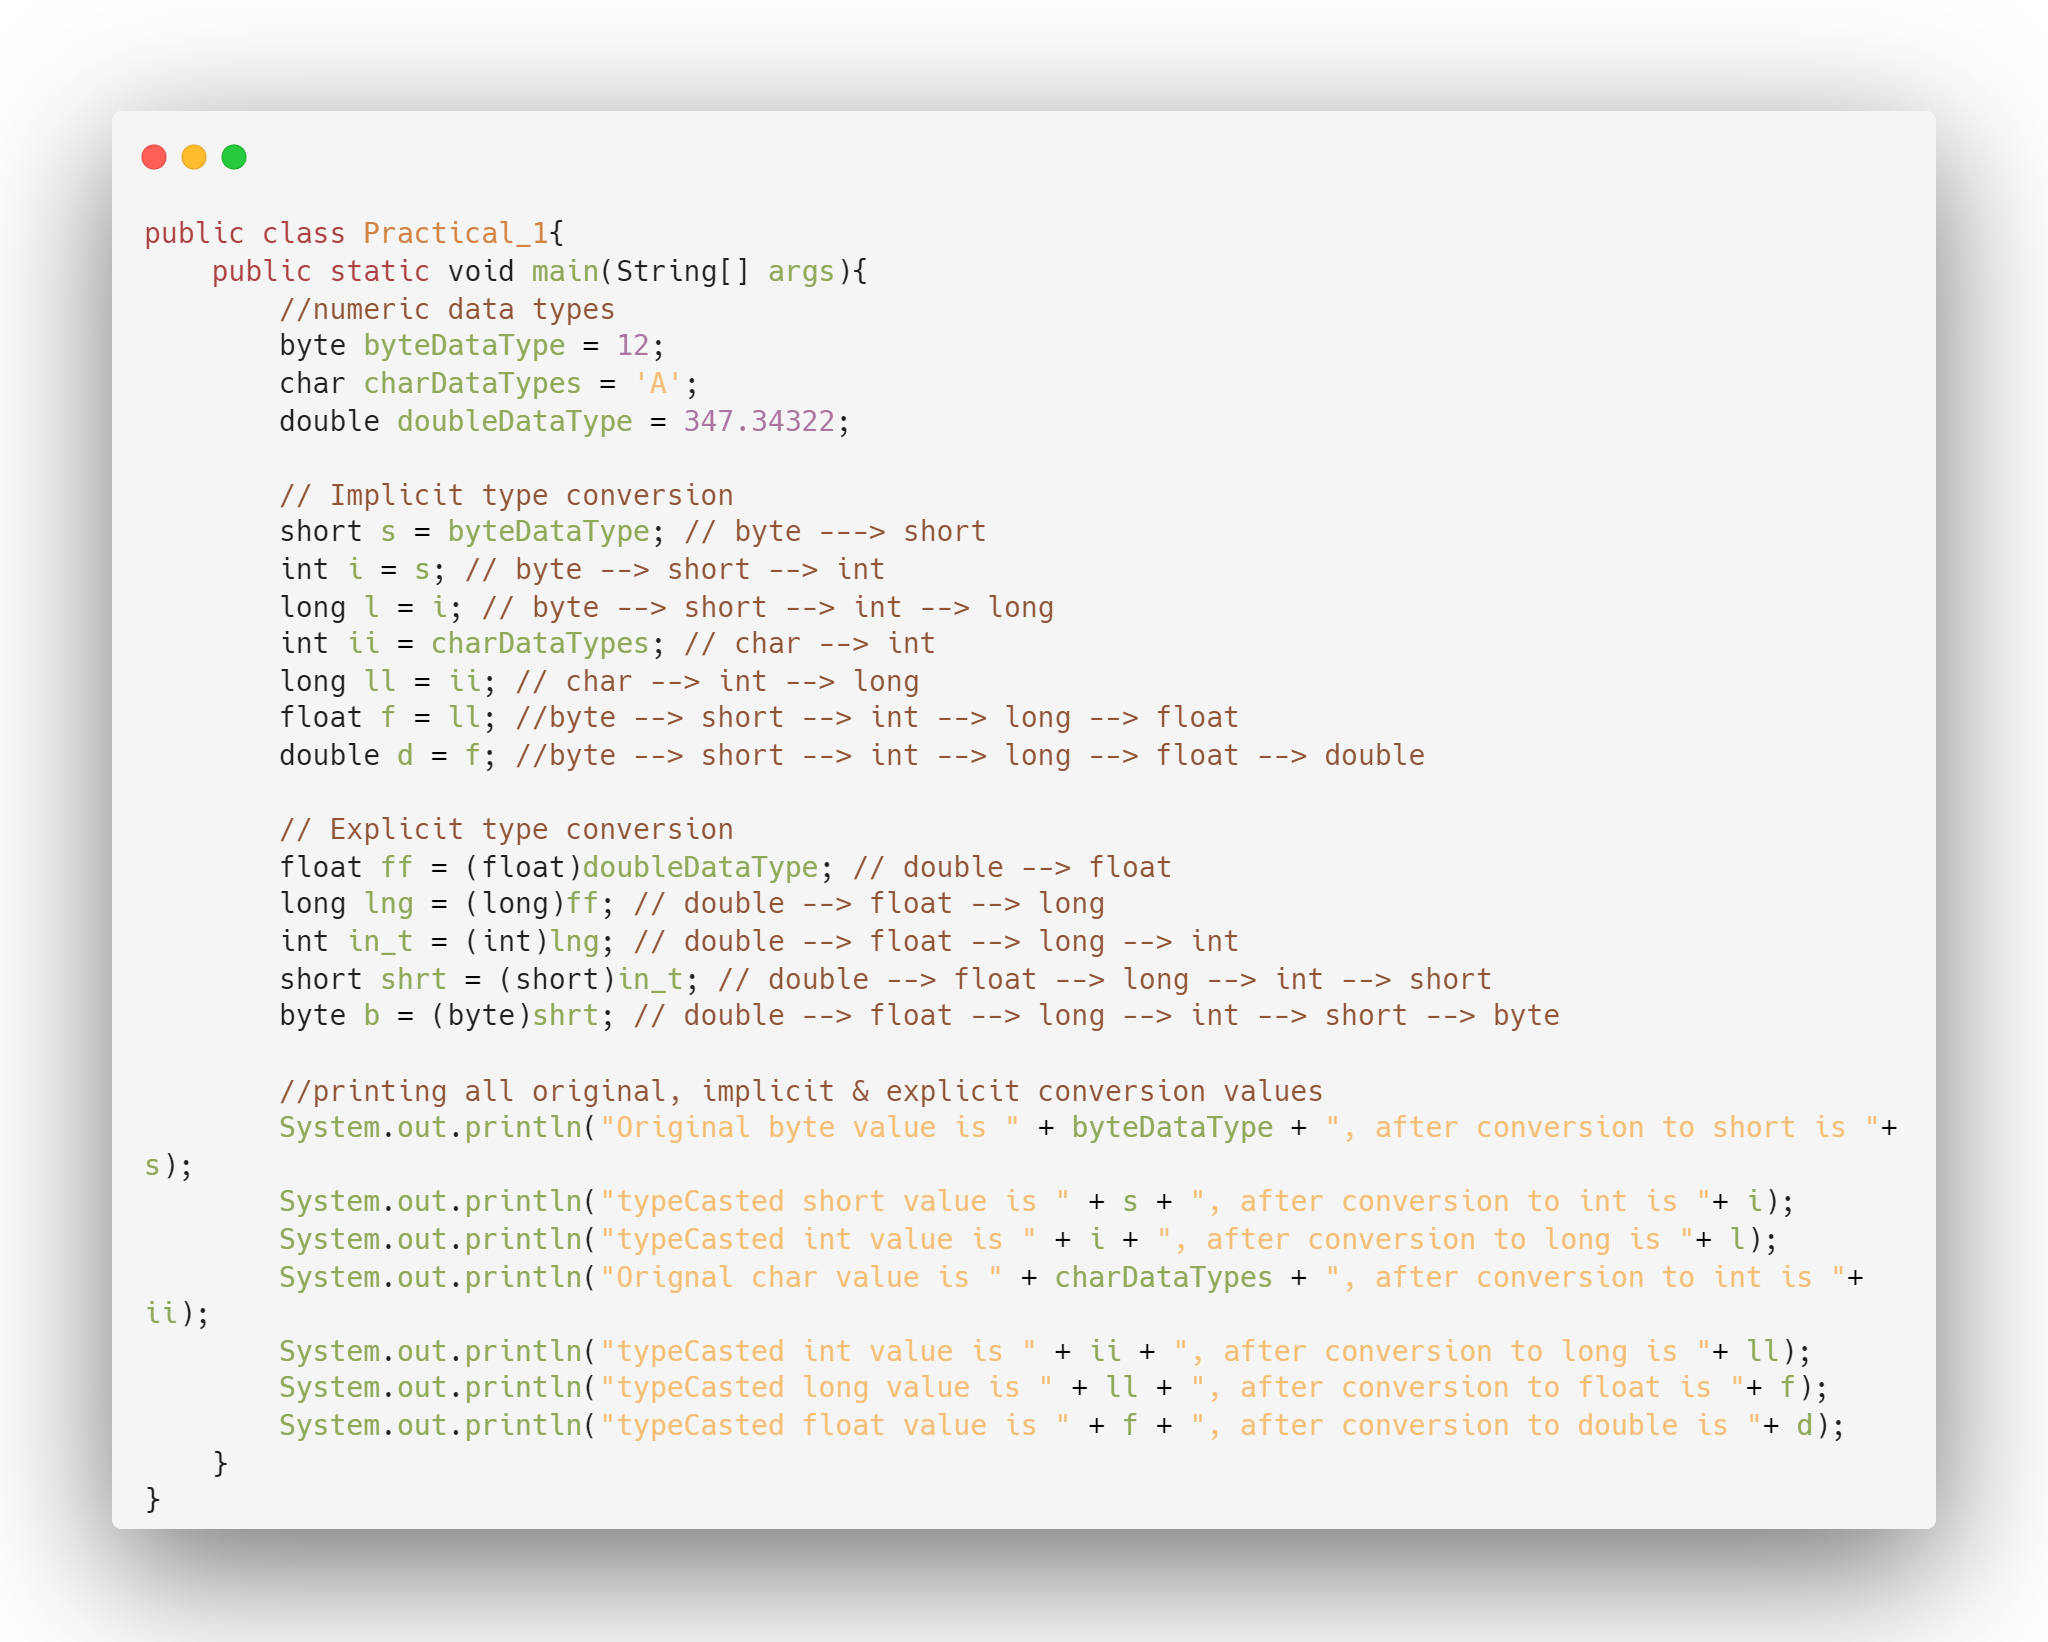 public class Practical_1{
    public static void main(String[] args){
        //numeric data types
        byte byteDataType = 12;
        char charDataTypes = 'A';
        double doubleDataType = 347.34322;

        // Implicit type conversion
        short s = byteDataType; // byte ---> short
        int i = s; // byte --> short --> int
        long l = i; // byte --> short --> int --> long
        int ii = charDataTypes; // char --> int
        long ll = ii; // char --> int --> long
        float f = ll; //byte --> short --> int --> long --> float
        double d = f; //byte --> short --> int --> long --> float --> double

        // Explicit type conversion
        float ff = (float)doubleDataType; // double --> float
        long lng = (long)ff; // double --> float --> long
        int in_t = (int)lng; // double --> float --> long --> int
        short shrt = (short)in_t; // double --> float --> long --> int --> short
        byte b = (byte)shrt; // double --> float --> long --> int --> short --> byte

        //printing all original, implicit & explicit conversion values
        System.out.println("Original byte value is " + byteDataType + ", after conversion to short is "+
s);
        System.out.println("typeCasted short value is " + s + ", after conversion to int is "+ i);
        System.out.println("typeCasted int value is " + i + ", after conversion to long is "+ l);
        System.out.println("Orignal char value is " + charDataTypes + ", after conversion to int is "+
ii);
        System.out.println("typeCasted int value is " + ii + ", after conversion to long is "+ ll);
        System.out.println("typeCasted long value is " + ll + ", after conversion to float is "+ f);
        System.out.println("typeCasted float value is " + f + ", after conversion to double is "+ d);
    }
}